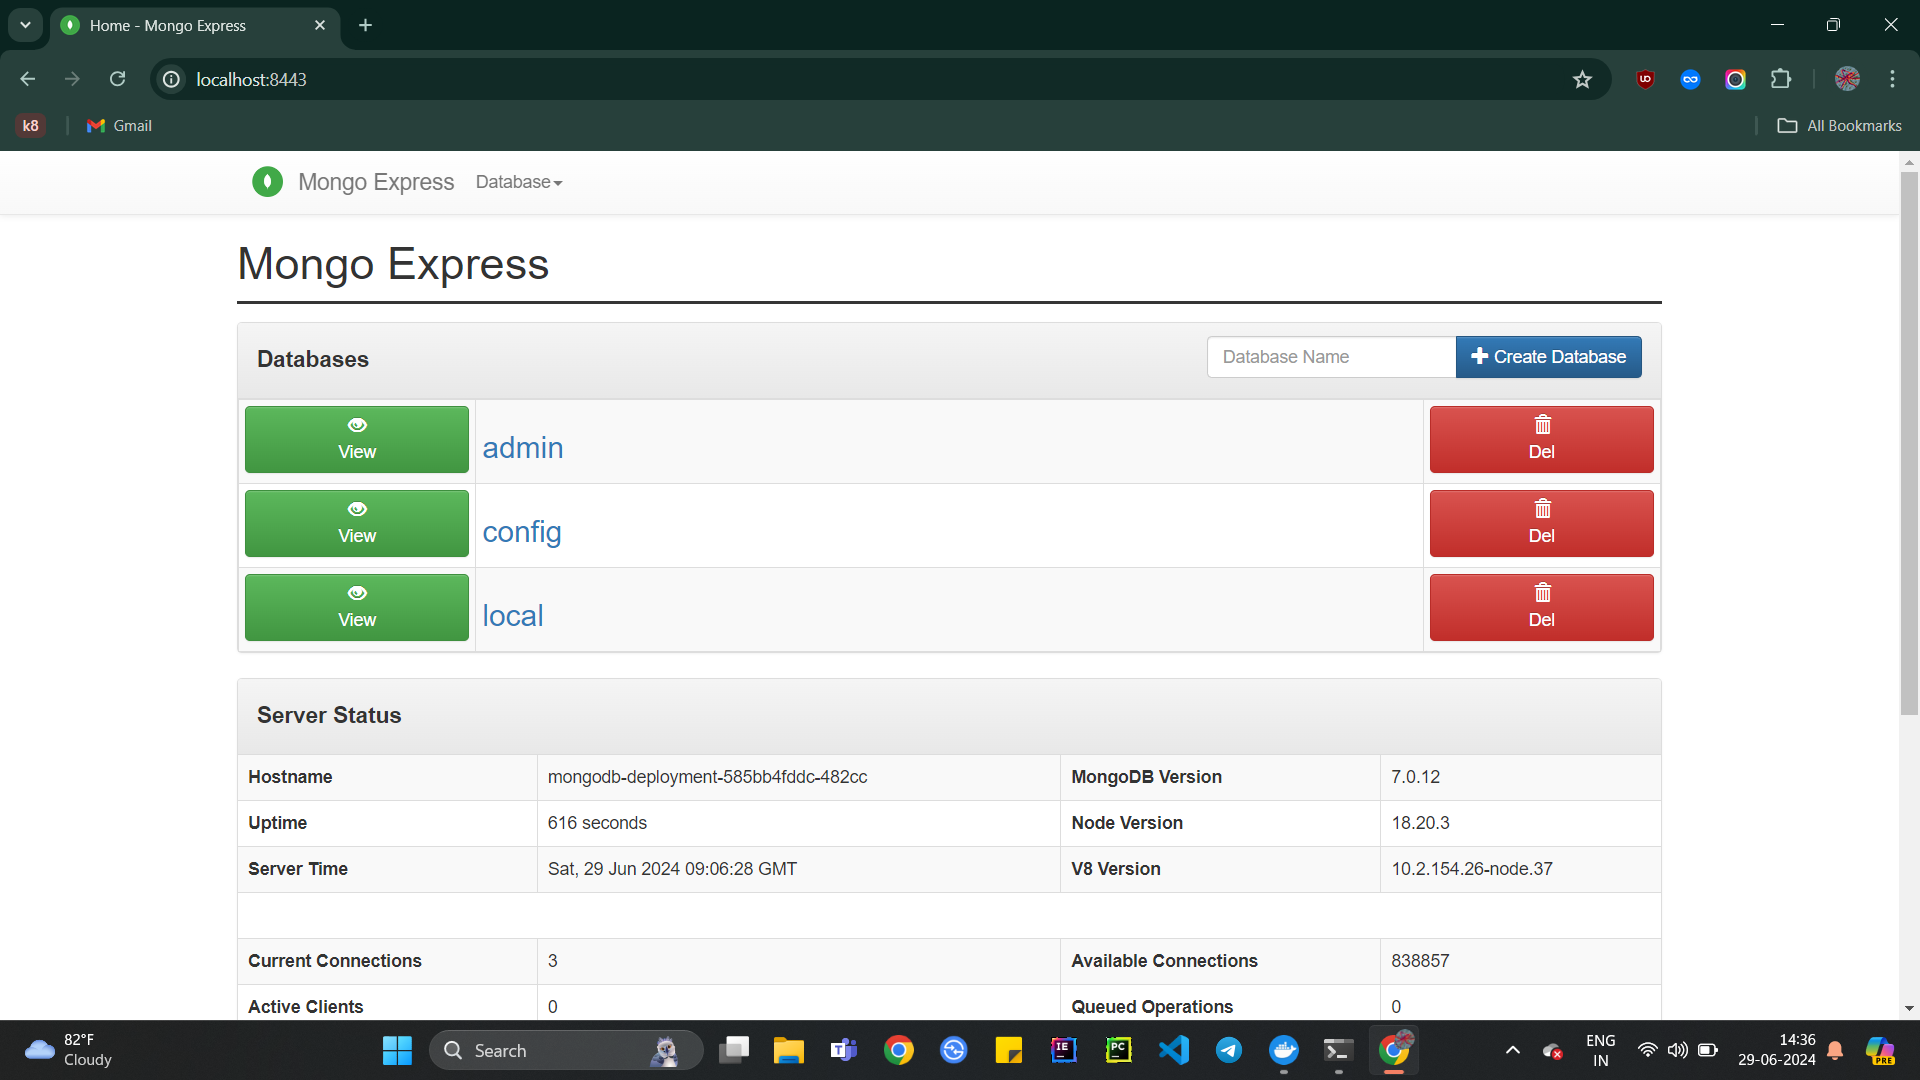 Home - Mongo Express
localhost:8443
k8
Gmail
All Bookmarks
Mongo Express
Database
Mongo Express
Databases
Database Name
Create Database
View
admin
Del
View
config
Del
View
local
Del
Server Status
Hostname mongodb-deployment-585bb4fddc-482cc MongoDB Version 7.0.12
Uptime 616 seconds Node Version 18.20.3
Server Time Sat, 29 Jun 2024 09:06:28 GMT V8 Version 10.2.154.26-node.37
Current Connections 3 Available Connections 838857
Active Clients 0 Queued Operations 0
82°F
Cloudy
Search
ENG
IN
14:36
29-06-2024
PRE